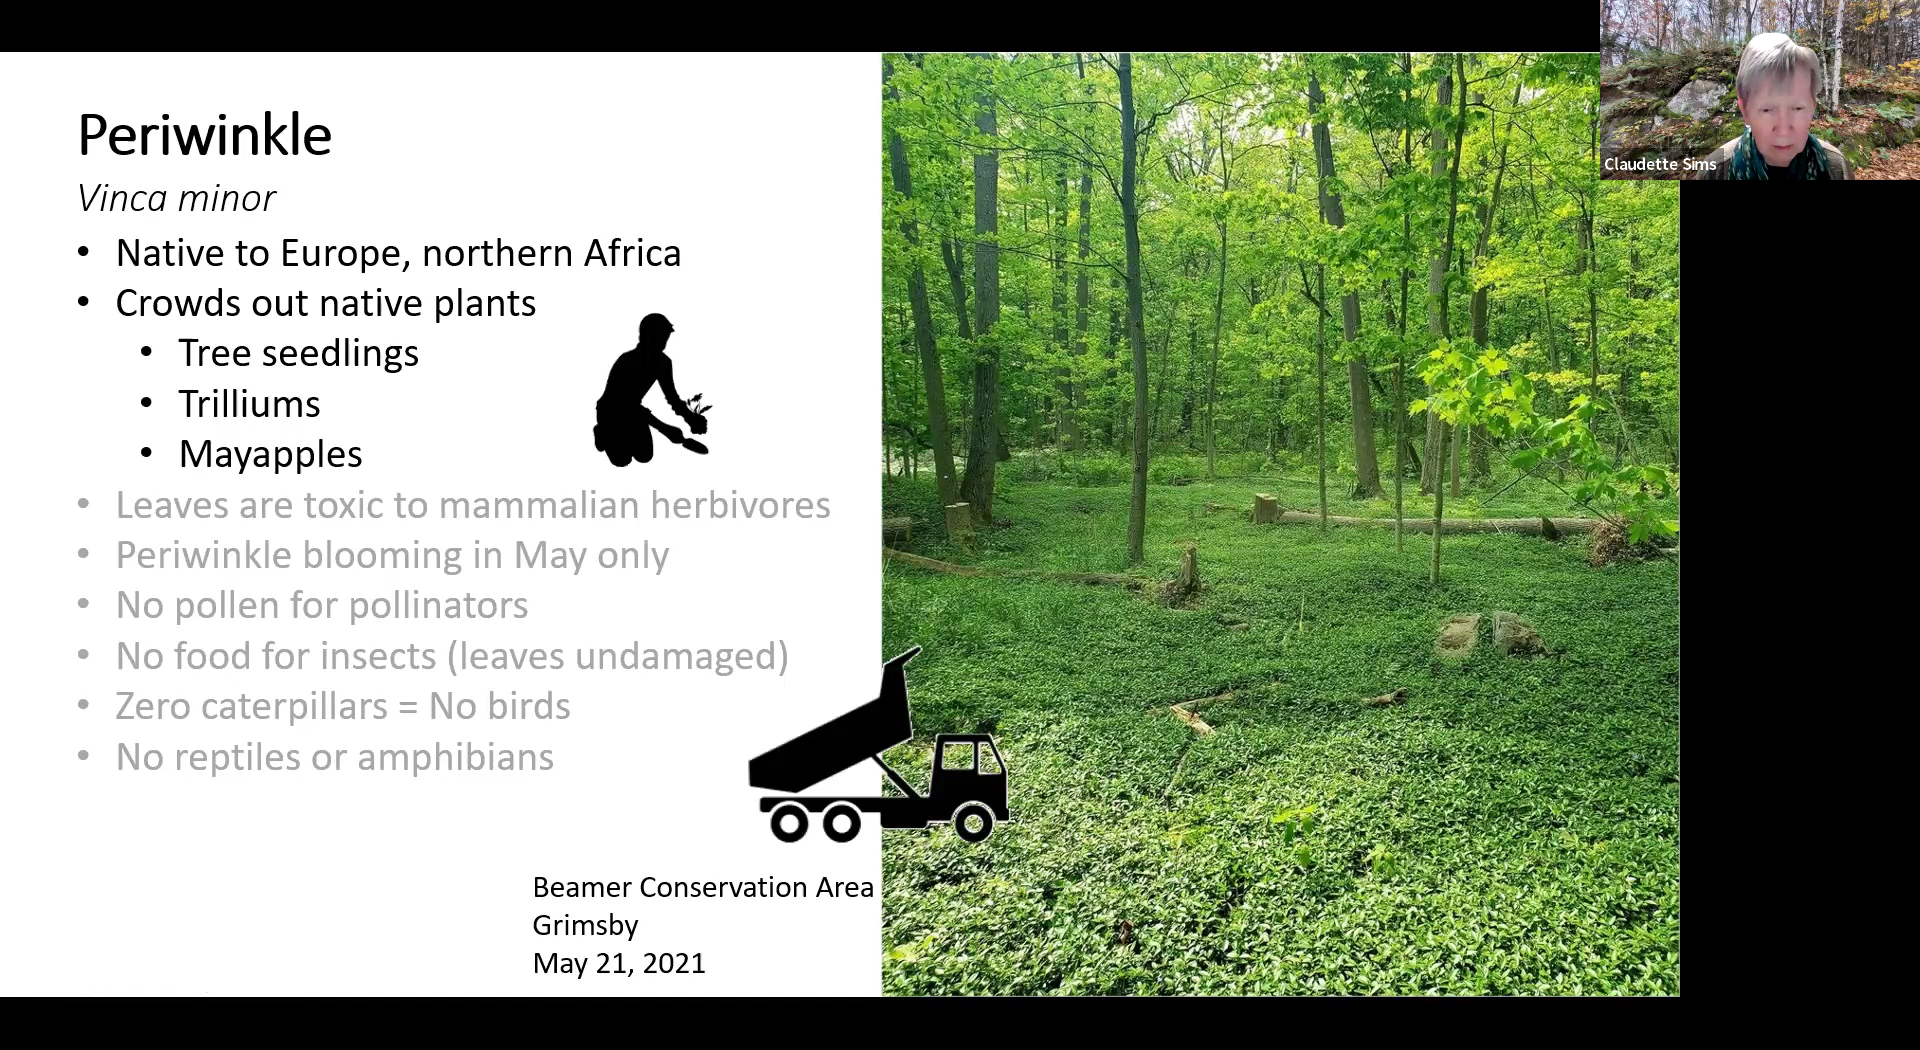 Periwinkle
Vinca minor
• Native to Europe, northern Africa
• Crowds out native plants
• Tree seedlings
• Trilliums
• Mayapples
• Leaves are toxic to mammalian herbivores
• Periwinkle blooming in May only
• No pollen for pollinators
• No food for insects (leaves undamaged)
• Zero caterpillars = No birds
• No reptiles or amphibians
Beamer Conservation Area
Grimsby
May 21, 2021
Claudette Sims